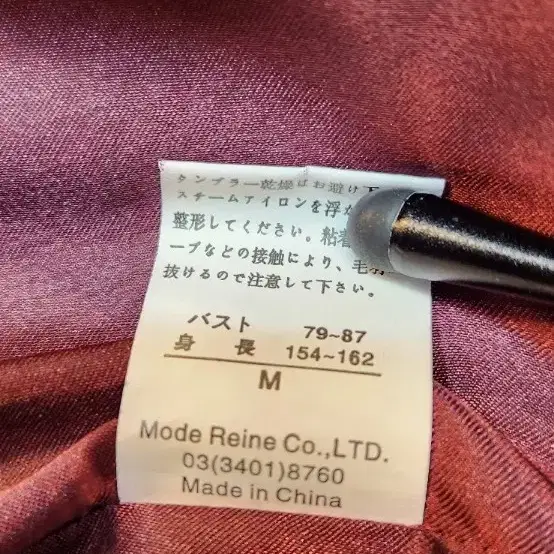 タンブラー乾燥はお避け下
スチームアイロンを浮か
整形してください。粘着
ープなどの接触により、毛
抜けるので注意して下さい。
バスト 79~87
身 長 154~162
M
Mode Reine Co.,LTD.
03(3401)8760
Made in China